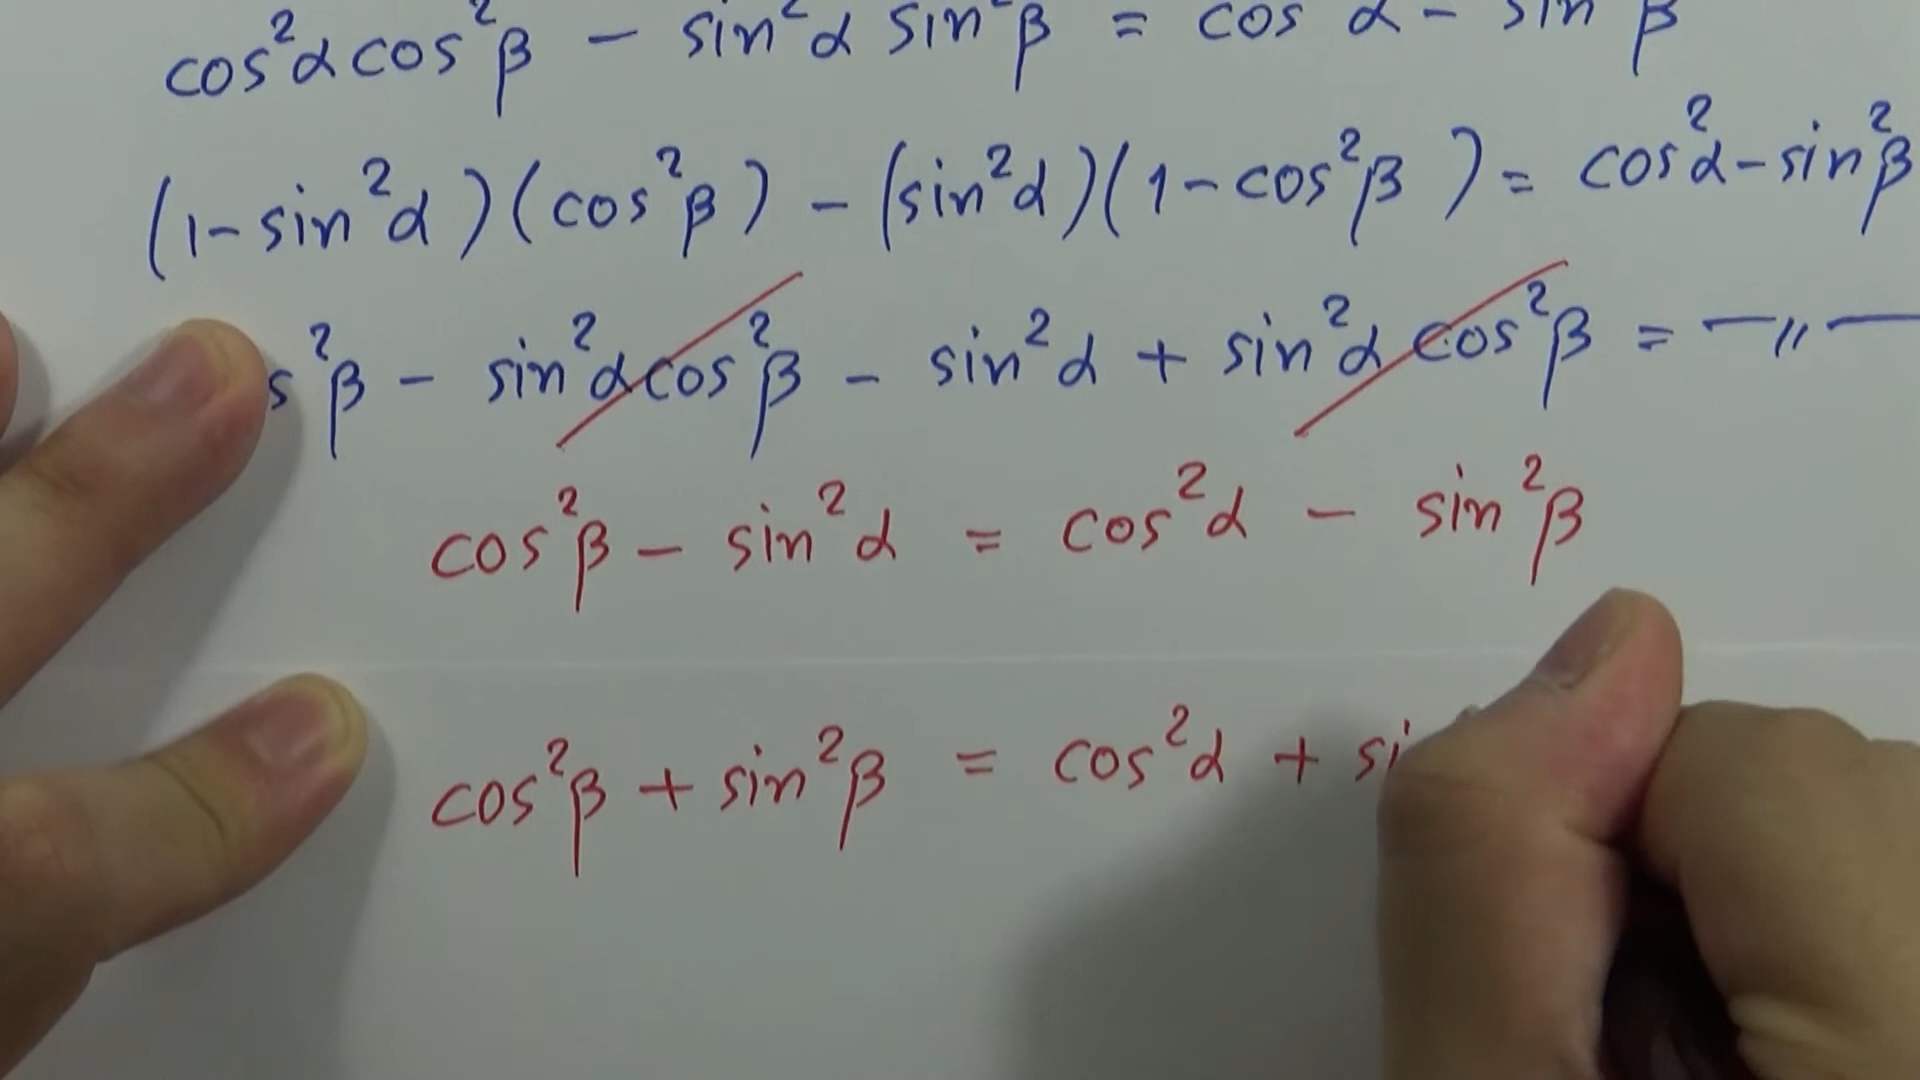 cos²α cos²β - sin²α sin²β = cos α - sin β
(1 - sin²α)(cos²β) - (sin²α)(1 - cos²β) = cos²α - sin²β
s²β - sin²α cos²β - sin²α + sin²α cos²β = —〃—
cos²β - sin²α = cos²α - sin²β
cos²β + sin²β = cos²α + si